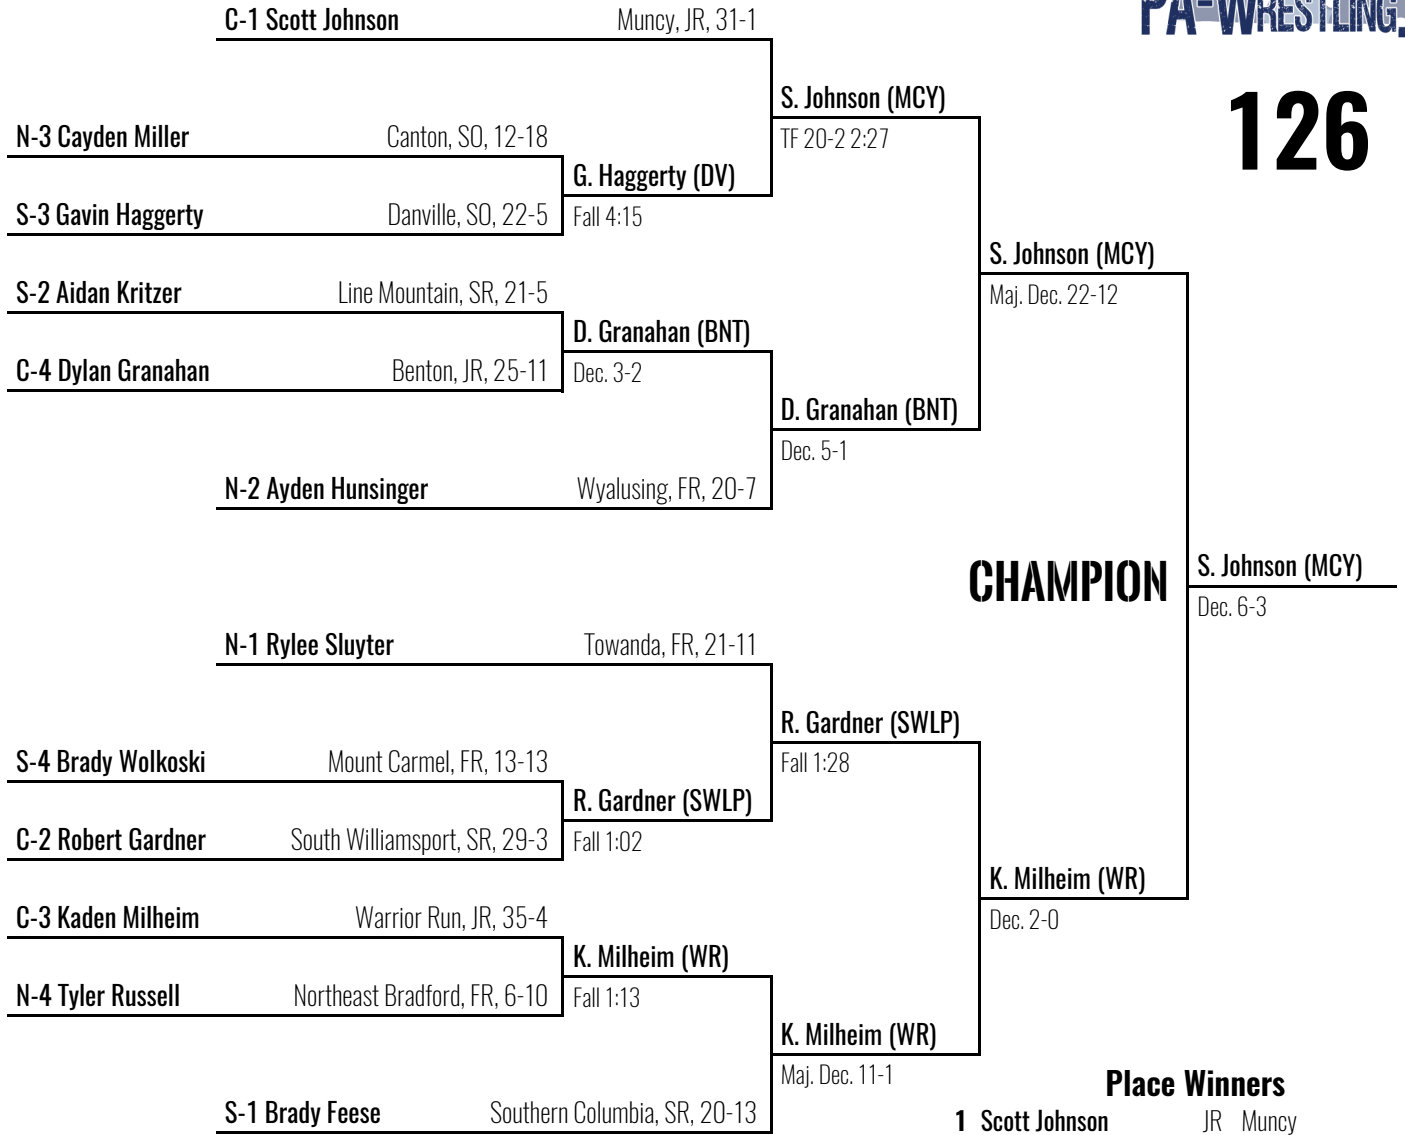 PA-WRESTLING.
126
C-1 Scott Johnson Muncy, JR, 31-1
S. Johnson (MCY)
TF 20-2 2:27
N-3 Cayden Miller Canton, SO, 12-18
G. Haggerty (DV)
Fall 4:15
S-3 Gavin Haggerty Danville, SO, 22-5
S. Johnson (MCY)
Maj. Dec. 22-12
S-2 Aidan Kritzer Line Mountain, SR, 21-5
D. Granahan (BNT)
Dec. 3-2
C-4 Dylan Granahan Benton, JR, 25-11
D. Granahan (BNT)
Dec. 5-1
N-2 Ayden Hunsinger Wyalusing, FR, 20-7
CHAMPION
S. Johnson (MCY)
Dec. 6-3
N-1 Rylee Sluyter Towanda, FR, 21-11
R. Gardner (SWLP)
Fall 1:28
S-4 Brady Wolkoski Mount Carmel, FR, 13-13
R. Gardner (SWLP)
Fall 1:02
C-2 Robert Gardner South Williamsport, SR, 29-3
K. Milheim (WR)
Dec. 2-0
C-3 Kaden Milheim Warrior Run, JR, 35-4
K. Milheim (WR)
Fall 1:13
N-4 Tyler Russell Northeast Bradford, FR, 6-10
K. Milheim (WR)
Maj. Dec. 11-1
S-1 Brady Feese Southern Columbia, SR, 20-13
Place Winners
1 Scott Johnson JR Muncy